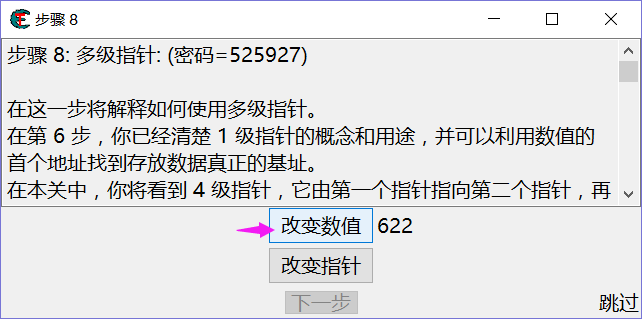 步骤 8
步骤 8: 多级指针: (密码=525927)
在这一步将解释如何使用多级指针。
在第 6 步，你已经清楚 1 级指针的概念和用途，并可以利用数值的
首个地址找到存放数据真正的基址。
在本关中，你将看到 4 级指针，它由第一个指针指向第二个指针，再
改变数值 622
改变指针
下一步
跳过